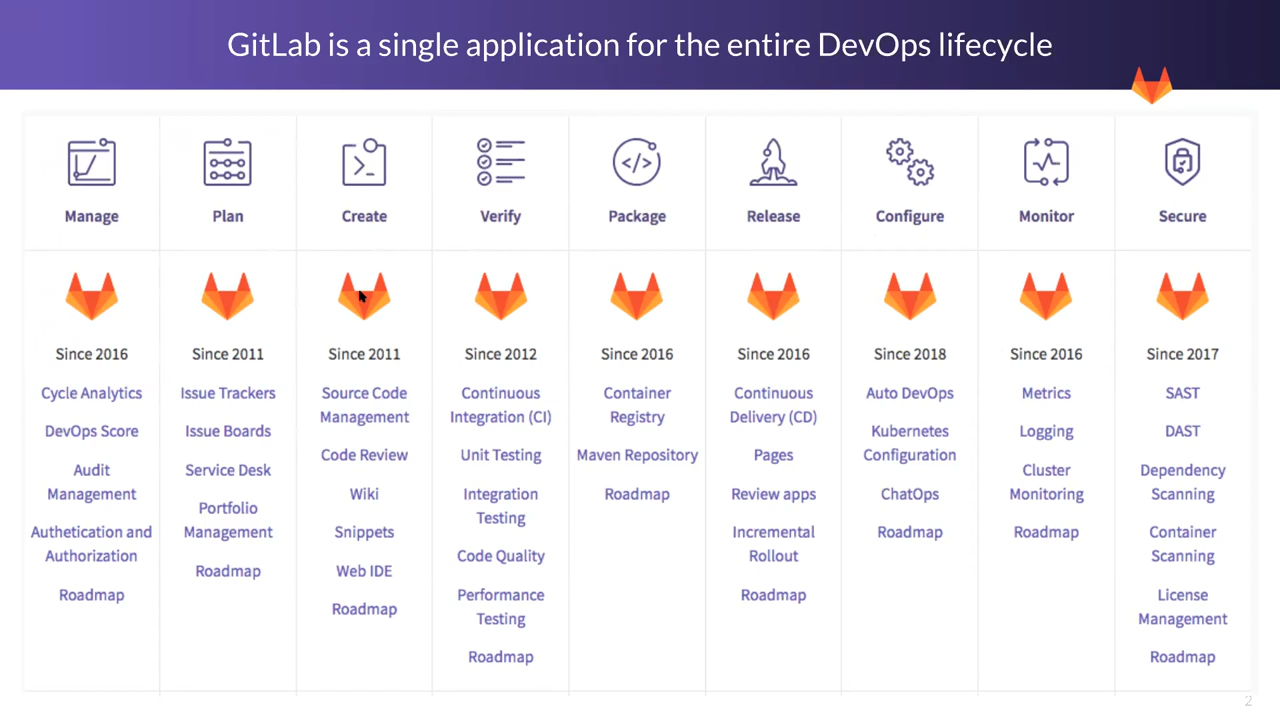 GitLab is a single application for the entire DevOps lifecycle
Manage
Plan
Create
Verify
Package
Release
Configure
Monitor
Secure
Since 2016
Cycle Analytics
DevOps Score
Audit
Management
Authetication and
Authorization
Roadmap
Since 2011
Issue Trackers
Issue Boards
Service Desk
Portfolio
Management
Roadmap
Since 2011
Source Code
Management
Code Review
Wiki
Snippets
Web IDE
Roadmap
Since 2012
Continuous
Integration (CI)
Unit Testing
Integration
Testing
Code Quality
Performance
Testing
Roadmap
Since 2016
Container
Registry
Maven Repository
Roadmap
Since 2016
Continuous
Delivery (CD)
Pages
Review apps
Incremental
Rollout
Roadmap
Since 2018
Auto DevOps
Kubernetes
Configuration
ChatOps
Roadmap
Since 2016
Metrics
Logging
Cluster
Monitoring
Roadmap
Since 2017
SAST
DAST
Dependency
Scanning
Container
Scanning
License
Management
Roadmap
2